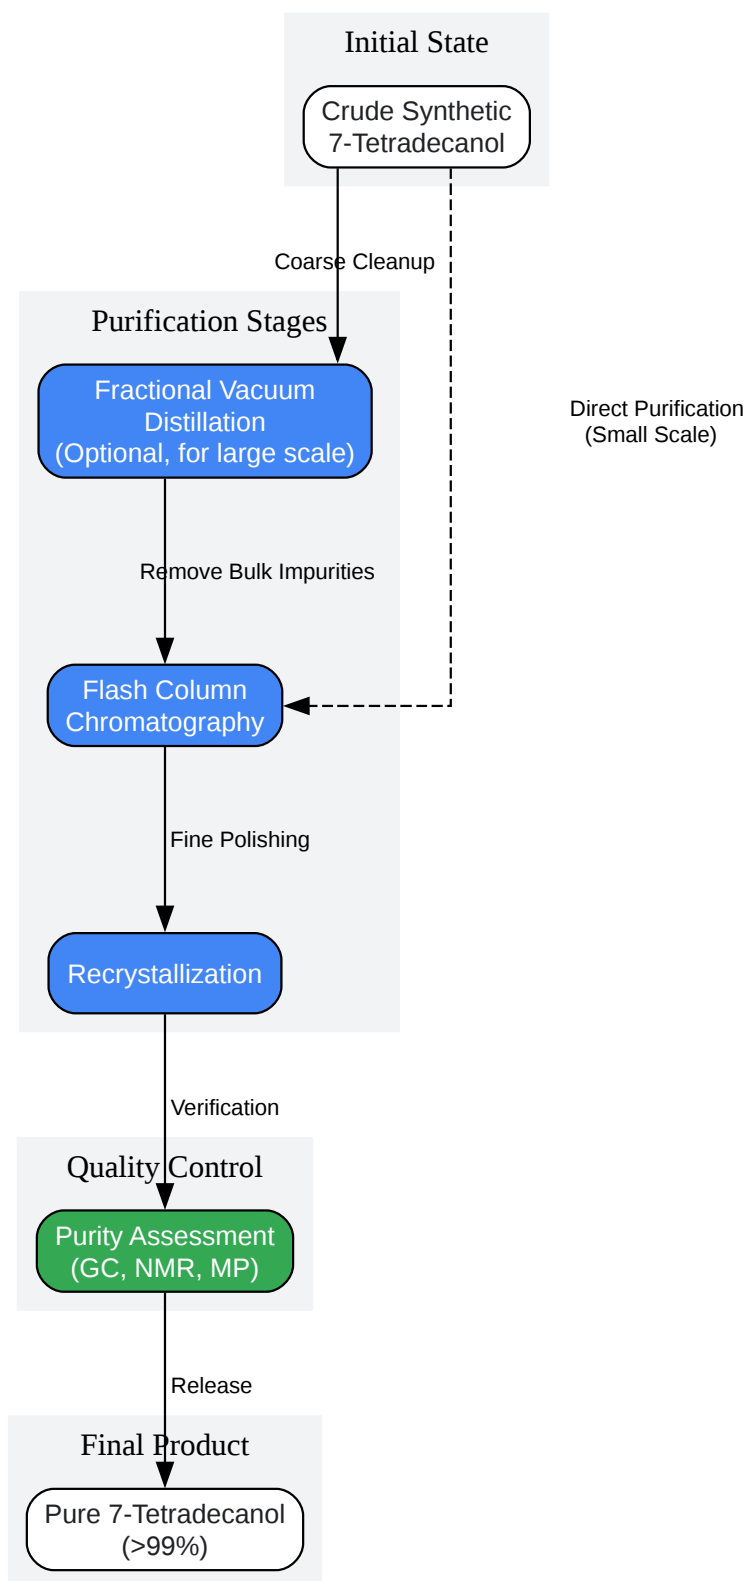 Initial State
Crude Synthetic
7-Tetradecanol
Coarse Cleanup
Purification Stages
Fractional Vacuum
Distillation
(Optional, for large scale)
Direct Purification
(Small Scale)
Remove Bulk Impurities
Flash Column
Chromatography
Fine Polishing
Recrystallization
Verification
Quality Control
Purity Assessment
(GC, NMR, MP)
Release
Final Product
Pure 7-Tetradecanol
(>99%)